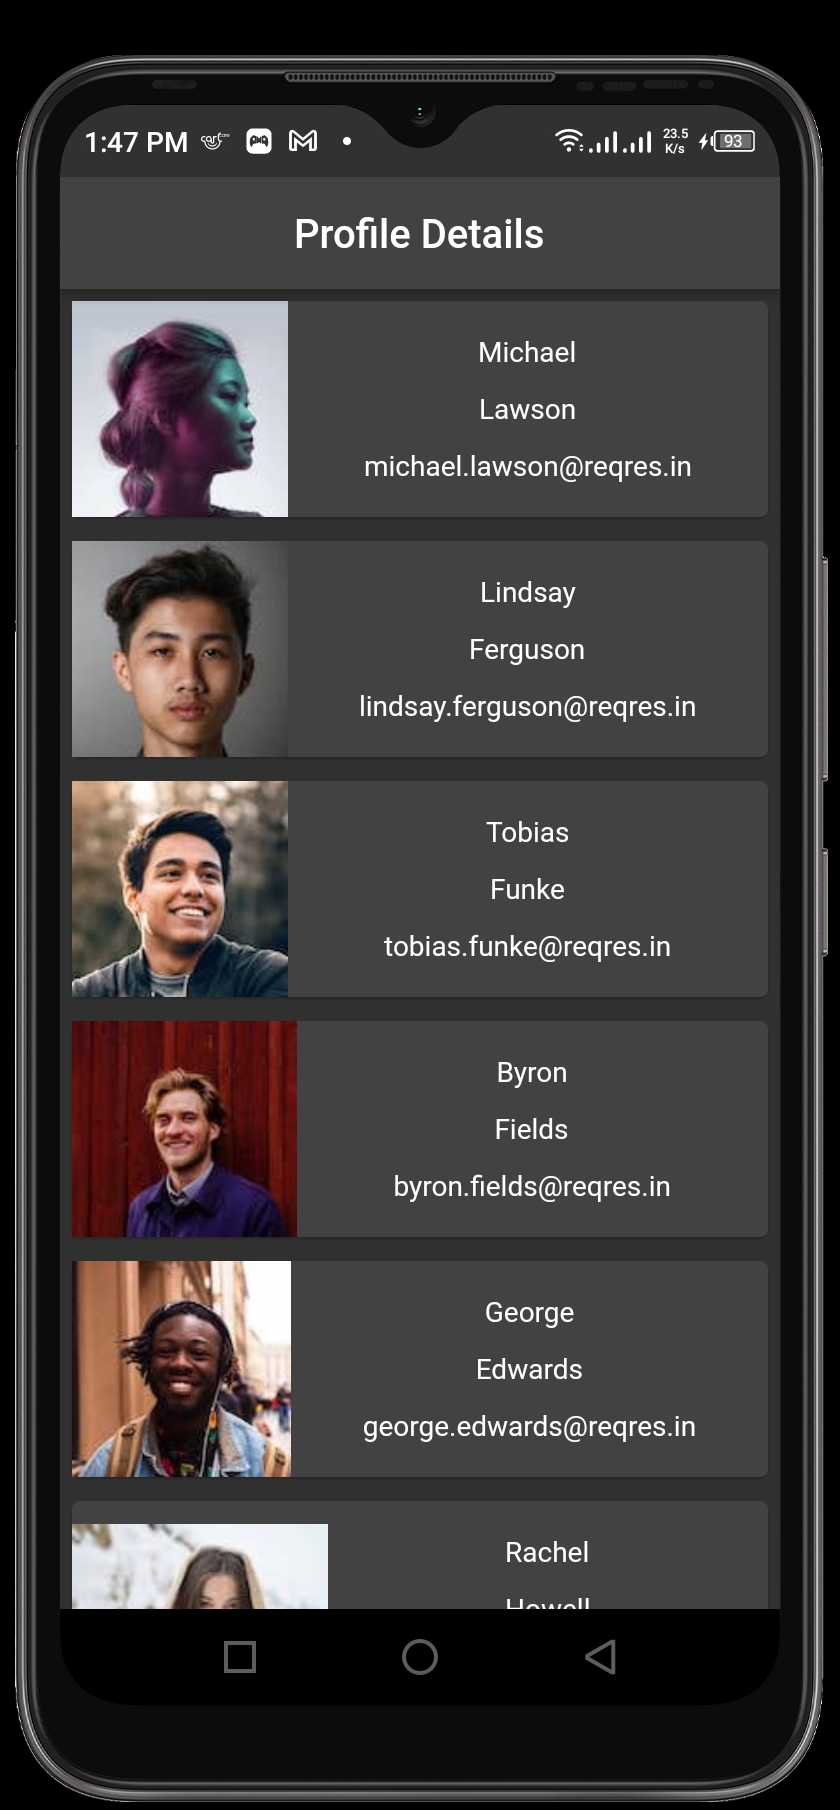 1:47 PM
23.5
K/s
93
Profile Details
Michael
Lawson
michael.lawson@reqres.in
Lindsay
Ferguson
lindsay.ferguson@reqres.in
Tobias
Funke
tobias.funke@reqres.in
Byron
Fields
byron.fields@reqres.in
George
Edwards
george.edwards@reqres.in
Rachel
Howell